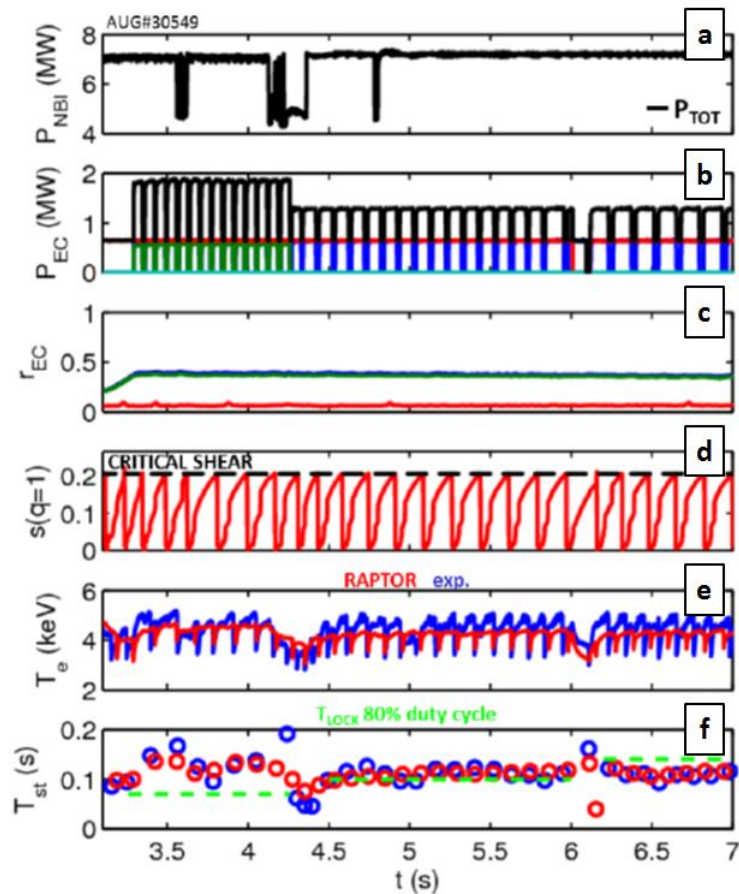 AUG#30549
a
8
6
4
P_NBI (MW)
P_TOT
b
2
1
0
P_EC (MW)
c
1
0.5
0
r_EC
d
CRITICAL SHEAR
0.2
0.1
0
s(q=1)
RAPTOR exp.
e
6
4
2
T_e (keV)
T_LOCK 80% duty cycle
f
0.2
0.1
0
T_st (s)
3.5 4 4.5 5 5.5 6 6.5 7
t (s)